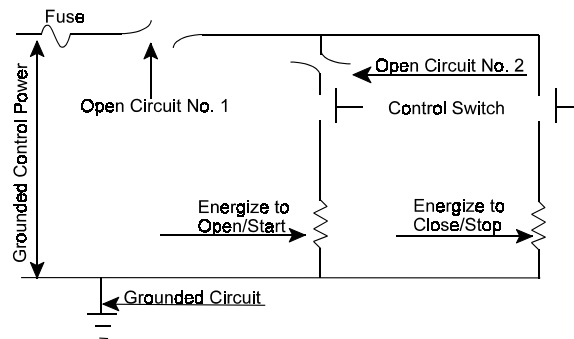 Fuse
Open Circuit No. 2
Open Circuit No. 1
Control Switch
Grounded Control Power
Energize to
Open/Start
Energize to
Close/Stop
Grounded Circuit